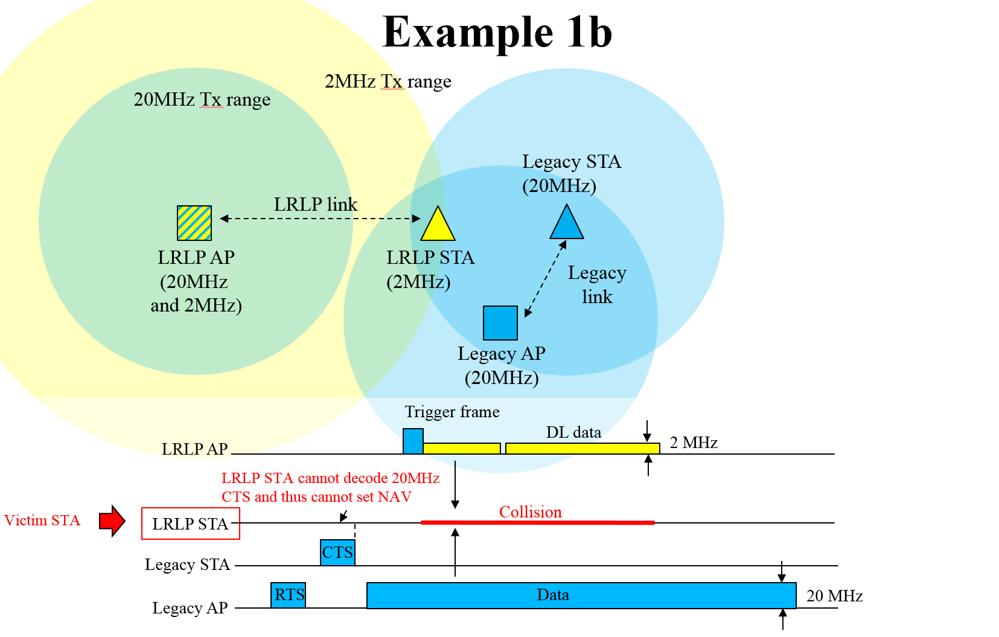 Example 1b
2MHz Tx range
20MHz Tx range
Legacy STA
(20MHz)
LRLP link
LRLP AP
(20MHz
and 2MHz)
LRLP STA
(2MHz)
Legacy
link
Legacy AP
(20MHz)
Trigger frame
DL data
2 MHz
LRLP AP
LRLP STA cannot decode 20MHz
CTS and thus cannot set NAV
Collision
Victim STA
LRLP STA
CTS
Legacy STA
RTS
Data
20 MHz
Legacy AP